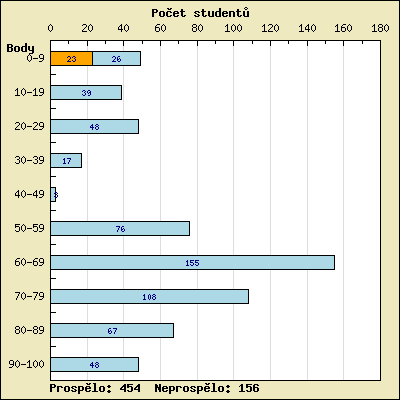 Počet studentů
0 20 40 60 80 100 120 140 160 180
Body
0-9 23 26
10-19 39
20-29 48
30-39 17
40-49 3
50-59 76
60-69 155
70-79 108
80-89 67
90-100 48
Prospělo: 454 Neprospělo: 156